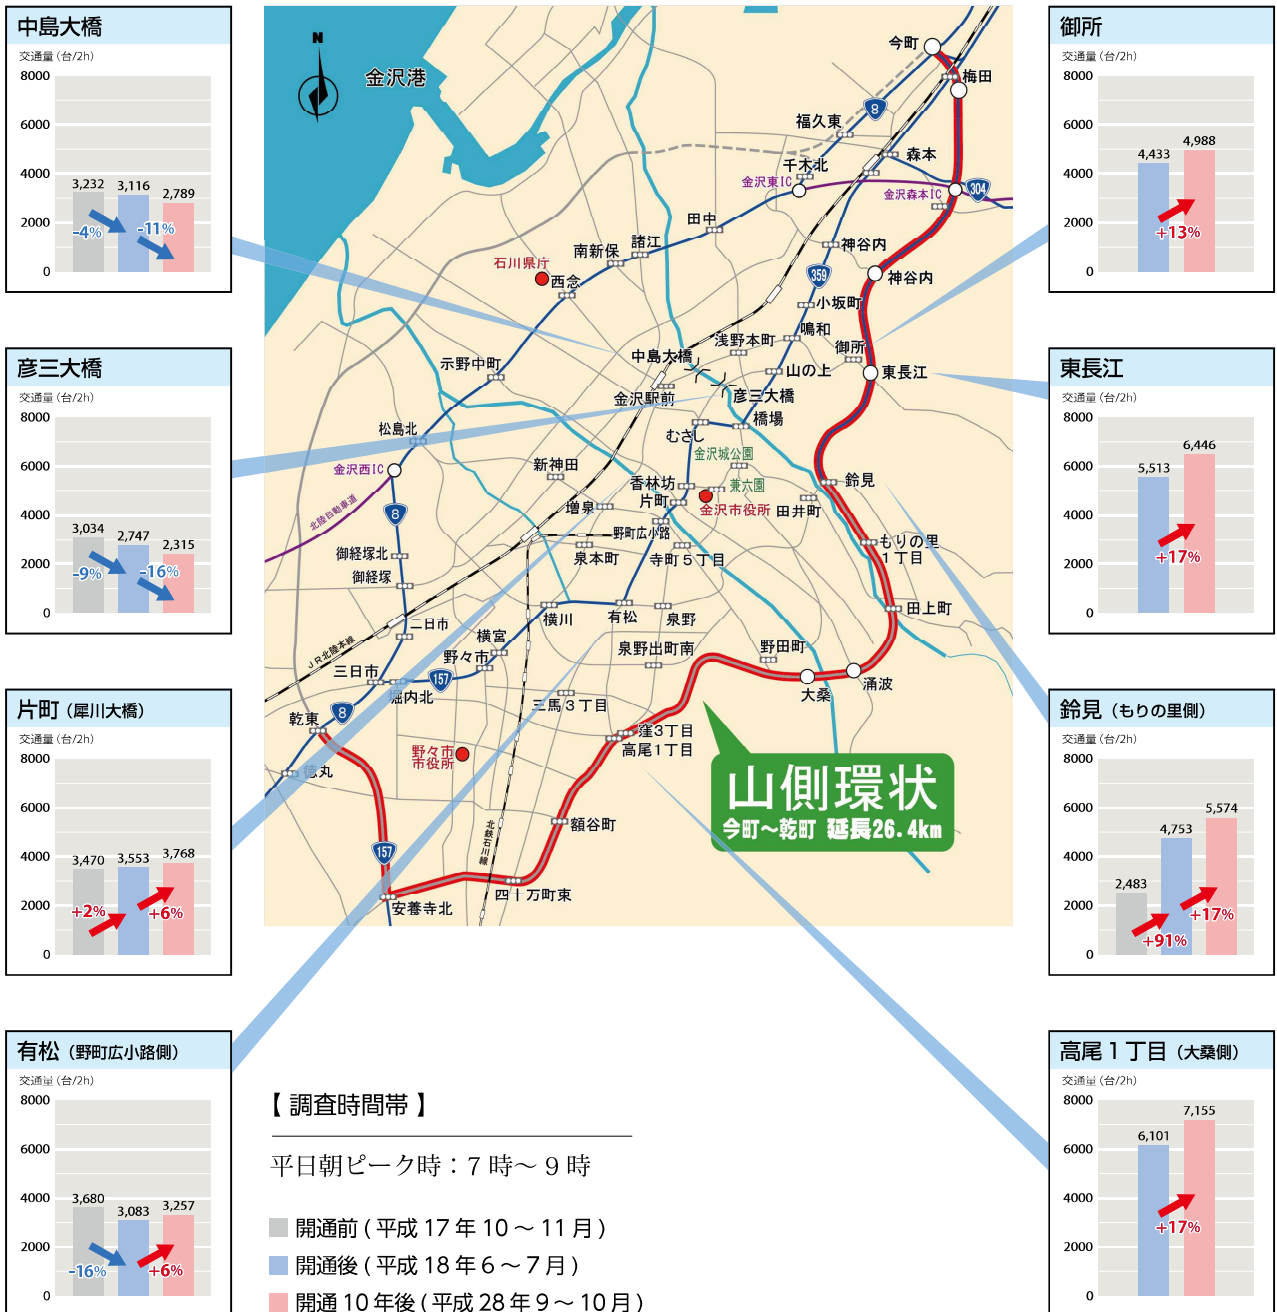 中島大橋
交通量(台/2h)
8000
6000
4000
2000
0
3,232
3,116
2,789
-4%
-11%
彦三大橋
交通量(台/2h)
8000
6000
4000
2000
0
3,034
2,747
2,315
-9%
-16%
片町(犀川大橋)
交通量(台/2h)
8000
6000
4000
2000
0
3,470
3,553
3,768
+2%
+6%
有松(野町広小路側)
交通量(台/2h)
8000
6000
4000
2000
0
3,680
3,083
3,257
-16%
+6%
N
金沢港
今町
梅田
8
福久東
森本
千木北
金沢東IC
金沢森本IC
304
田中
諸江
南新保
神谷内
石川県庁
西念
359
神谷内
小坂町
鳴和
浅野本町
御所
中島大橋
示野中町
山の上
東長江
金沢駅前
彦三大橋
橋場
松島北
むさし
金沢城公園
金沢西IC
新神田
香林坊
兼六園
鈴見
北陸自動車道
片町
増泉
金沢市役所
田井町
8
野町広小路
御経塚北
泉本町
寺町5丁目
もりの里
1丁目
御経塚
横川
有松
泉野
田上町
二日市
横宮
JR北陸本線
野々市
泉野出町南
野田町
三日市
157
堀内北
大桑
涌波
三馬3丁目
8
乾東
窪3丁目
野々市
市役所
高尾1丁目
徳丸
山側環状
今町～乾町 延長26.4km
額谷町
北鉄石川線
157
四十万町東
安養寺北
【調査時間帯】
平日朝ピーク時：7時～9時
開通前(平成17年10～11月)
開通後(平成18年6～7月)
開通10年後(平成28年9～10月)
御所
交通量(台/2h)
8000
6000
4000
2000
0
4,433
4,988
+13%
東長江
交通量(台/2h)
8000
6000
4000
2000
0
5,513
6,446
+17%
鈴見(もりの里側)
交通量(台/2h)
8000
6000
4000
2000
0
2,483
4,753
5,574
+91%
+17%
高尾1丁目(大桑側)
交通量(台/2h)
8000
6000
4000
2000
0
6,101
7,155
+17%